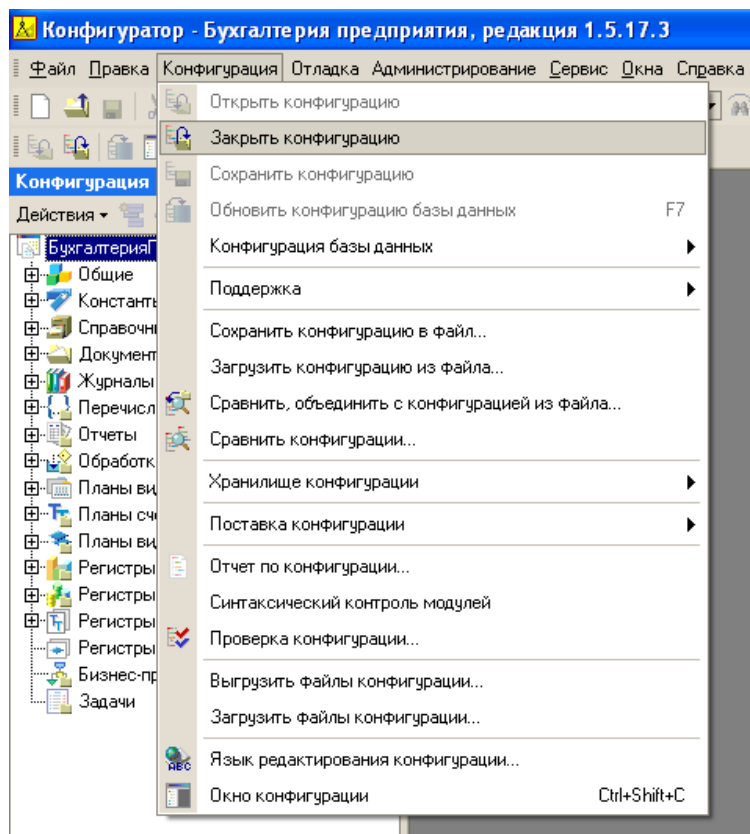 Конфигуратор - Бухгалтерия предприятия, редакция 1.5.17.3
Файл Правка Конфигурация Отладка Администрирование Сервис Окна Справка
Открыть конфигурацию
Закрыть конфигурацию
Сохранить конфигурацию
Обновить конфигурацию базы данных F7
Конфигурация базы данных
Поддержка
Сохранить конфигурацию в файл...
Загрузить конфигурацию из файла...
Сравнить, объединить с конфигурацией из файла...
Сравнить конфигурации...
Хранилище конфигурации
Поставка конфигурации
Отчет по конфигурации...
Синтаксический контроль модулей
Проверка конфигурации...
Выгрузить файлы конфигурации...
Загрузить файлы конфигурации...
Язык редактирования конфигурации...
Окно конфигурации Ctrl+Shift+C
Конфигурация
Действия
БухгалтерияП
Общие
Константы
Справочн
Документ
Журналы
Перечисл
Отчеты
Обработк
Планы ви
Планы сч
Планы ви
Регистры
Регистры
Регистры
Регистры
Бизнес-пр
Задачи